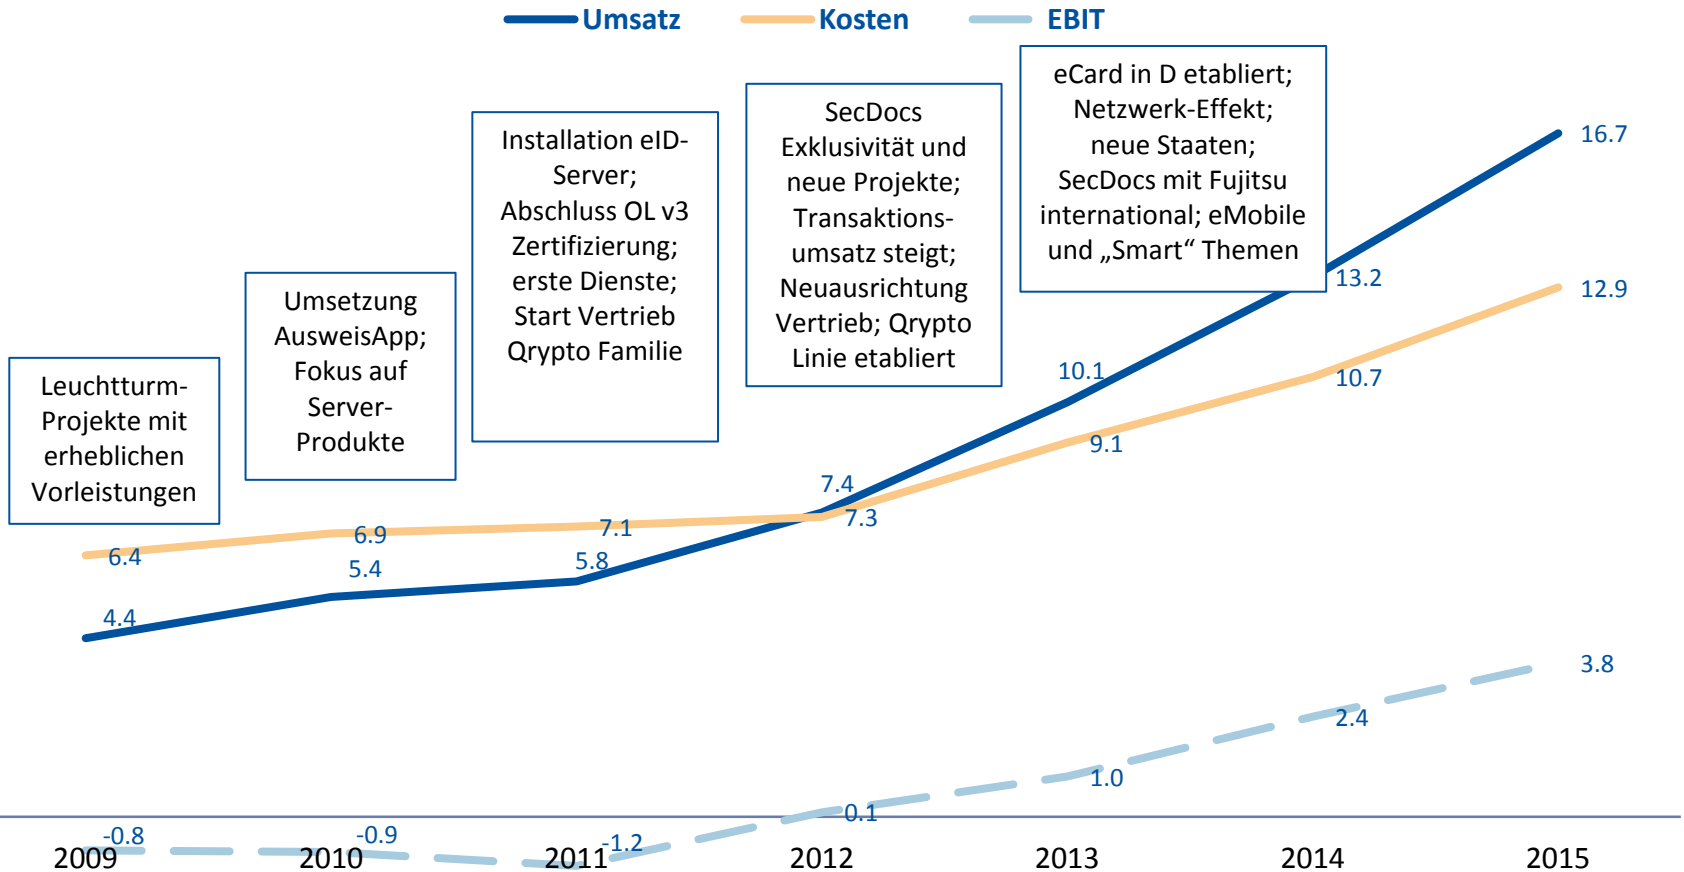 Umsatz Kosten EBIT
Leuchtturm-
Projekte mit
erheblichen
Vorleistungen
Umsetzung
AusweisApp;
Fokus auf
Server-
Produkte
Installation eID-
Server;
Abschluss OL v3
Zertifizierung;
erste Dienste;
Start Vertrieb
Qrypto Familie
SecDocs
Exklusivität und
neue Projekte;
Transaktions-
umsatz steigt;
Neuausrichtung
Vertrieb; Qrypto
Linie etabliert
eCard in D etabliert;
Netzwerk-Effekt;
neue Staaten;
SecDocs mit Fujitsu
international; eMobile
und „Smart“ Themen
4.4
5.4
5.8
7.4
10.1
13.2
16.7
6.4
6.9
7.1
7.3
9.1
10.7
12.9
-0.8
-0.9
-1.2
0.1
1.0
2.4
3.8
2009 2010 2011 2012 2013 2014 2015